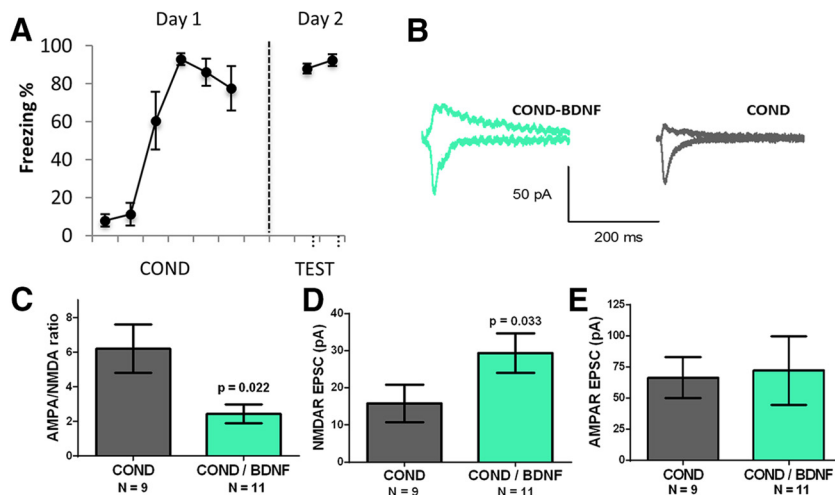 A
Day 1
Day 2
Freezing %
100
80
60
40
20
0
COND
TEST
B
COND-BDNF
COND
50 pA
200 ms
C
AMPA/NMDA ratio
8
6
4
2
0
p = 0.022
COND
N = 9
COND / BDNF
N = 11
D
NMDAR EPSC (pA)
40
30
20
10
0
p = 0.033
COND
N = 9
COND / BDNF
N = 11
E
AMPAR EPSC (pA)
125
100
75
50
25
0
COND
N = 9
COND / BDNF
N = 11